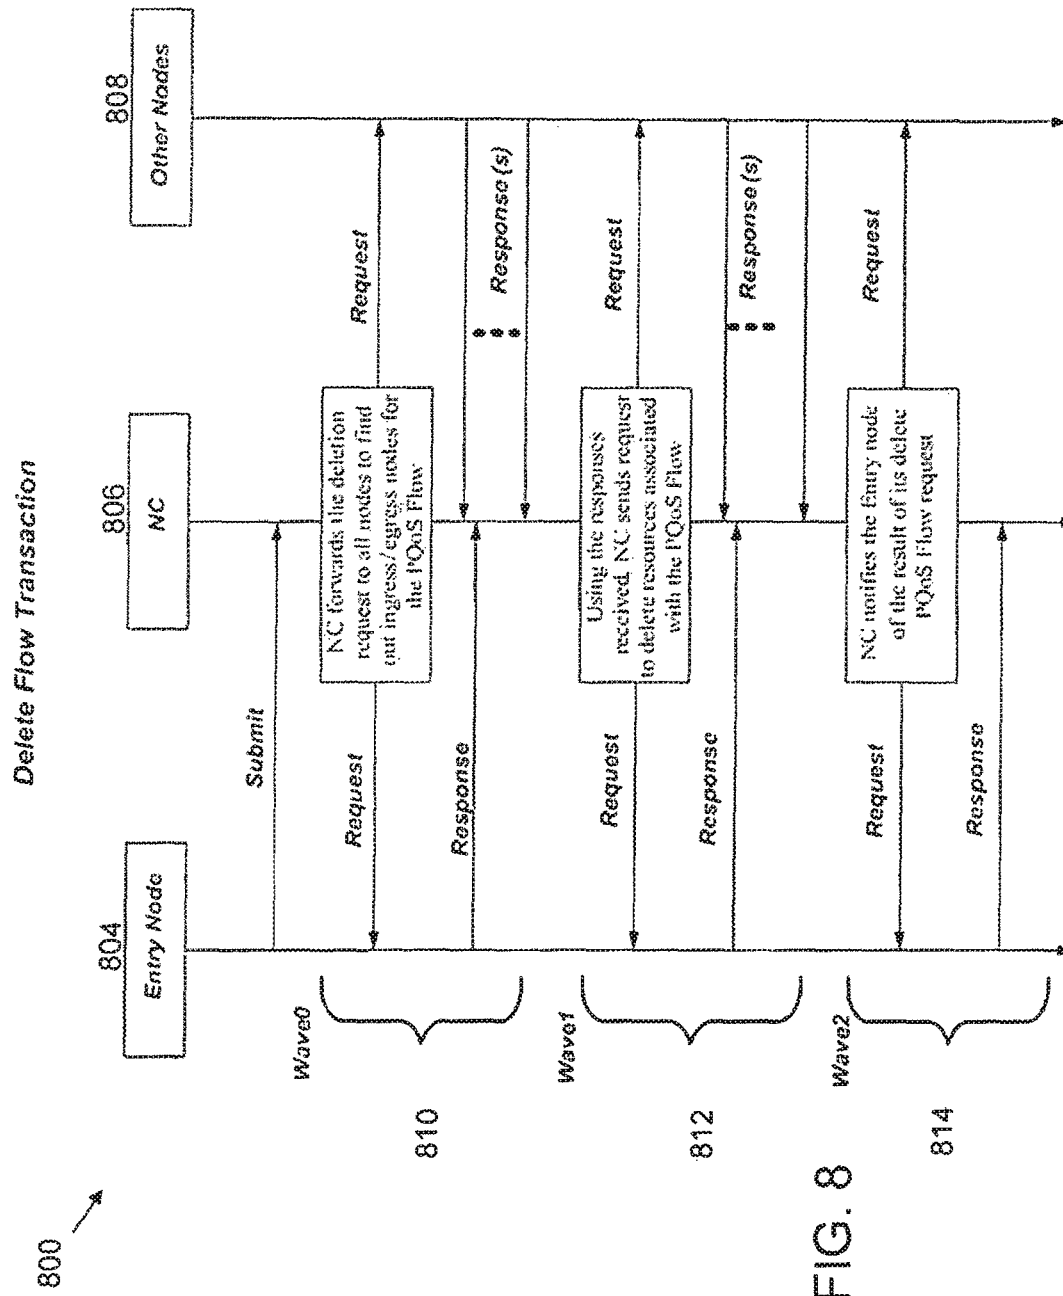 Delete Flow Transaction
800
804
Entry Node
806
NC
808
Other Nodes
Submit
Wave0
810
Request
NC forwards the deletion
request to all nodes to find
out ingress/egress nodes for
the PQoS Flow
Request
Response
Response(s)
Wave1
812
Request
Using the responses
received, NC sends request
to delete resources associated
with the PQoS Flow
Request
Response
Response(s)
Wave2
814
Request
NC notifies the Entry node
of the result of its delete
PQoS Flow request
Request
Response
FIG. 8